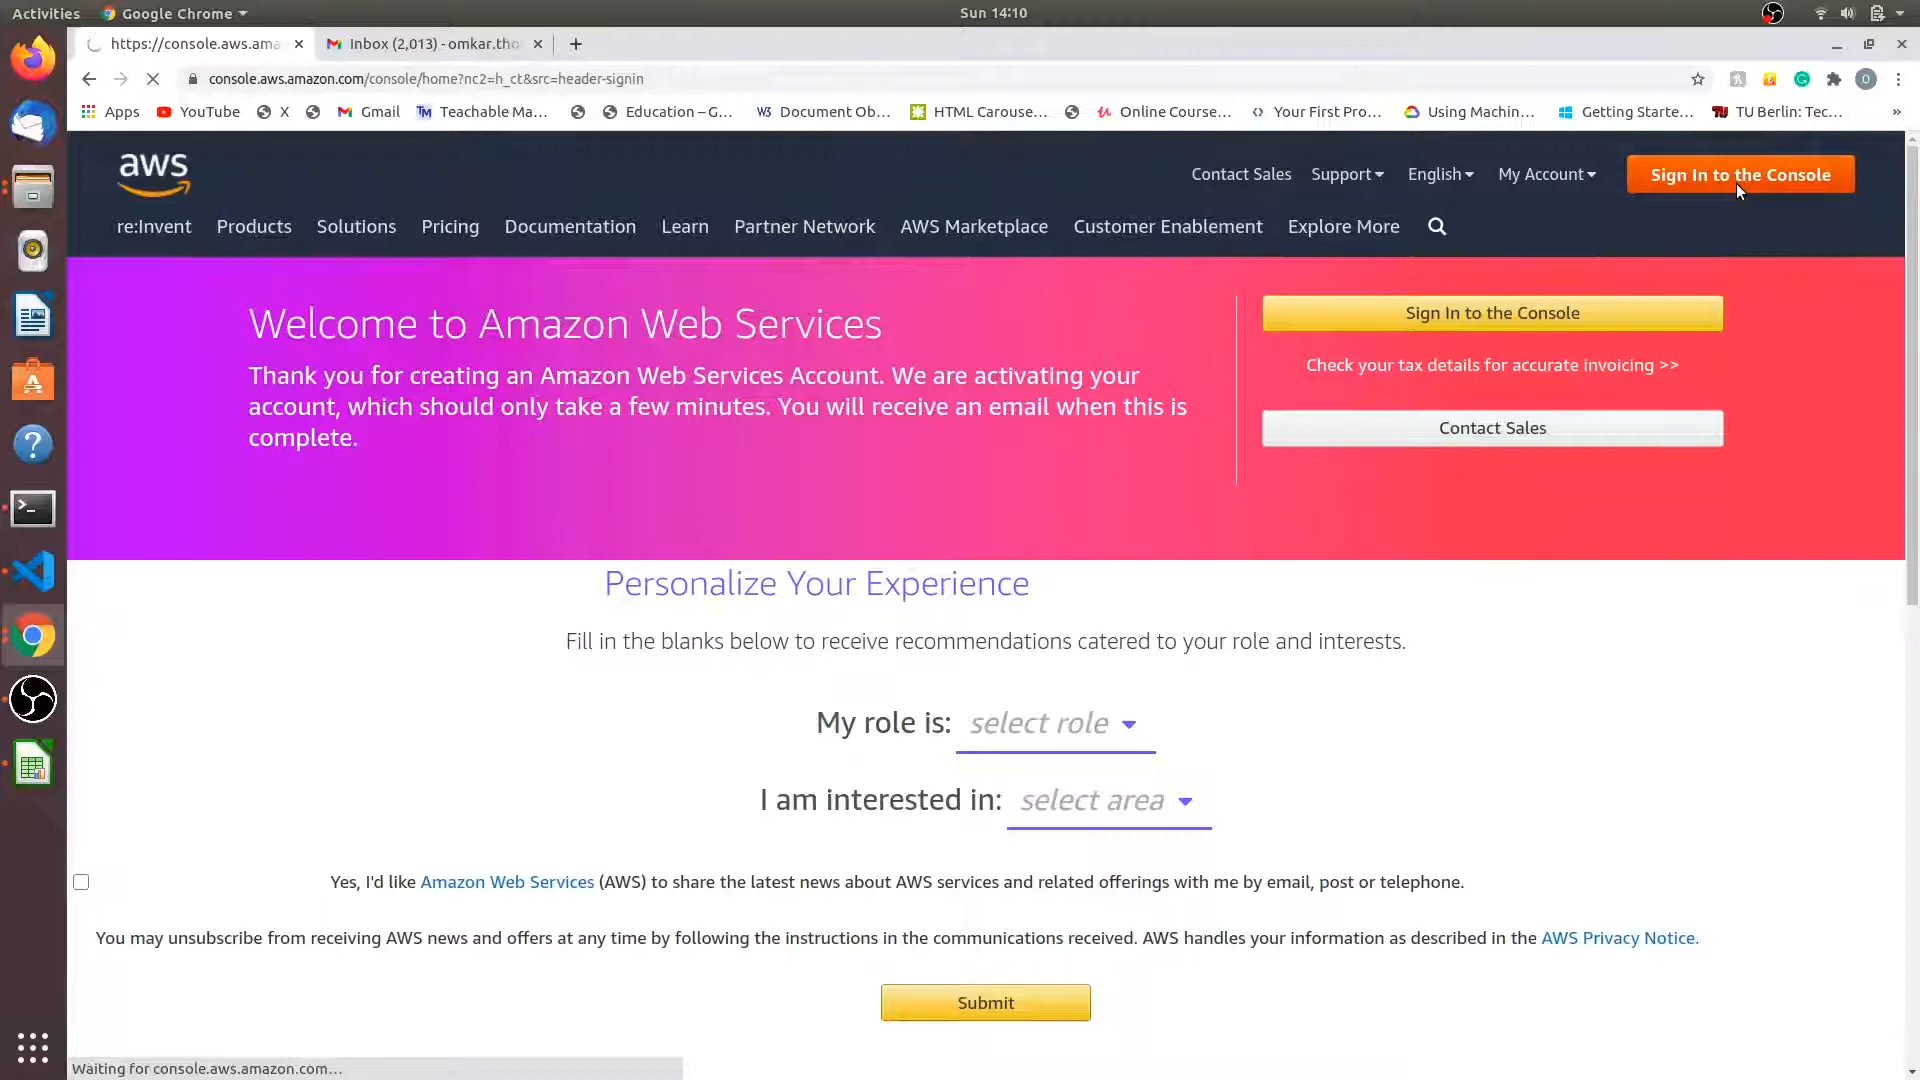 Activities Google Chrome Sun 14:10
https://console.aws.ama Inbox (2,013) - omkar.tho
console.aws.amazon.com/console/home?nc2=h_ct&src=header-signin
Apps YouTube X Gmail Teachable Ma... Education – G... Document Ob... HTML Carouse... Online Course... Your First Pro... Using Machin... Getting Starte... TU Berlin: Tec... »
aws
Contact Sales Support English My Account Sign In to the Console
re:Invent Products Solutions Pricing Documentation Learn Partner Network AWS Marketplace Customer Enablement Explore More
Welcome to Amazon Web Services
Thank you for creating an Amazon Web Services Account. We are activating your
account, which should only take a few minutes. You will receive an email when this is
complete.
Sign In to the Console
Check your tax details for accurate invoicing >>
Contact Sales
Personalize Your Experience
Fill in the blanks below to receive recommendations catered to your role and interests.
My role is: select role
I am interested in: select area
Yes, I'd like Amazon Web Services (AWS) to share the latest news about AWS services and related offerings with me by email, post or telephone.
You may unsubscribe from receiving AWS news and offers at any time by following the instructions in the communications received. AWS handles your information as described in the AWS Privacy Notice.
Submit
Waiting for console.aws.amazon.com...